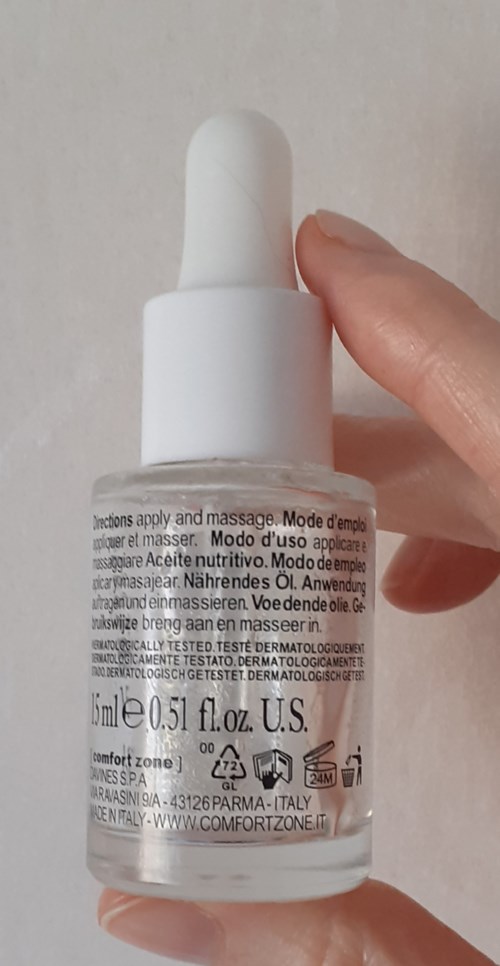 Directions apply and massage. Mode d'emploi
appliquer et masser. Modo d'uso applicare e
massaggiare Aceite nutritivo. Modo de empleo
aplicar y masajear. Nährendes Öl. Anwendung
auftragen und einmassieren. Voedende olie. Ge-
bruikswijze breng aan en masseer in.
DERMATOLOGICALLY TESTED. TESTÉ DERMATOLOGIQUEMENT.
DERMATOLOGICAMENTE TESTATO. DERMATOLOGICAMENTE TE-
STADO. DERMATOLOGISCH GETESTET. DERMATOLOGISCH GETEST.
15 ml e 0.51 fl.oz. U.S.
[ comfort zone ]
00 72 GL 24M
DAVINES S.P.A
VIA RAVASINI 9/A - 43126 PARMA - ITALY
MADE IN ITALY - WWW.COMFORTZONE.IT